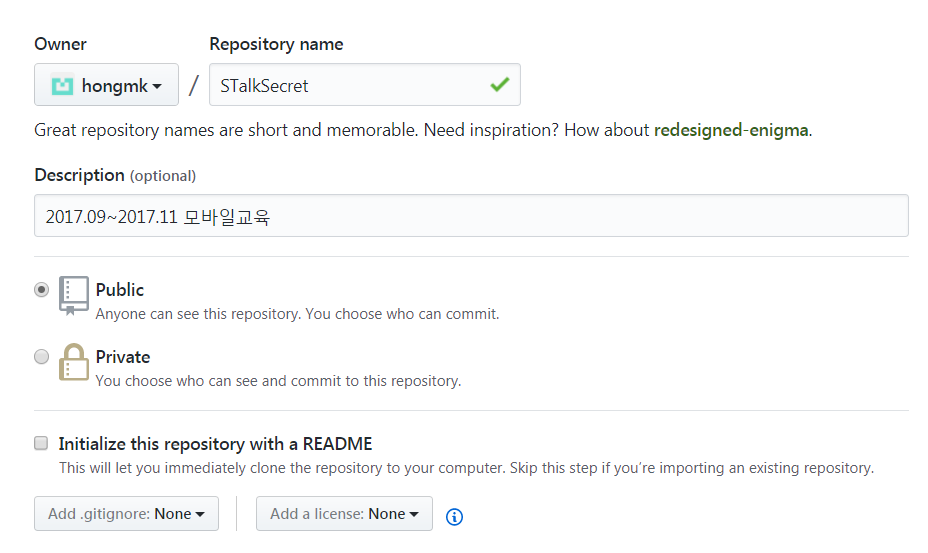 Owner Repository name
hongmk / STalkSecret
Great repository names are short and memorable. Need inspiration? How about redesigned-enigma.
Description (optional)
2017.09~2017.11 모바일교육
Public
Anyone can see this repository. You choose who can commit.
Private
You choose who can see and commit to this repository.
Initialize this repository with a README
This will let you immediately clone the repository to your computer. Skip this step if you’re importing an existing repository.
Add .gitignore: None Add a license: None